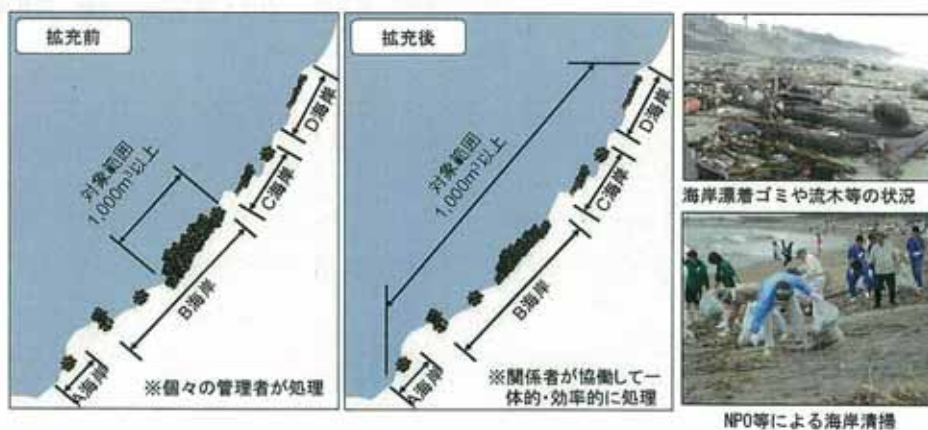 拡充前
対象範囲
1,000m³以上
A海岸
B海岸
C海岸
D海岸
※個々の管理者が処理
拡充後
対象範囲
1,000m³以上
A海岸
B海岸
C海岸
D海岸
※関係者が協働して一
体的・効率的に処理
海岸漂着ゴミや流木等の状況
NPO等による海岸清掃